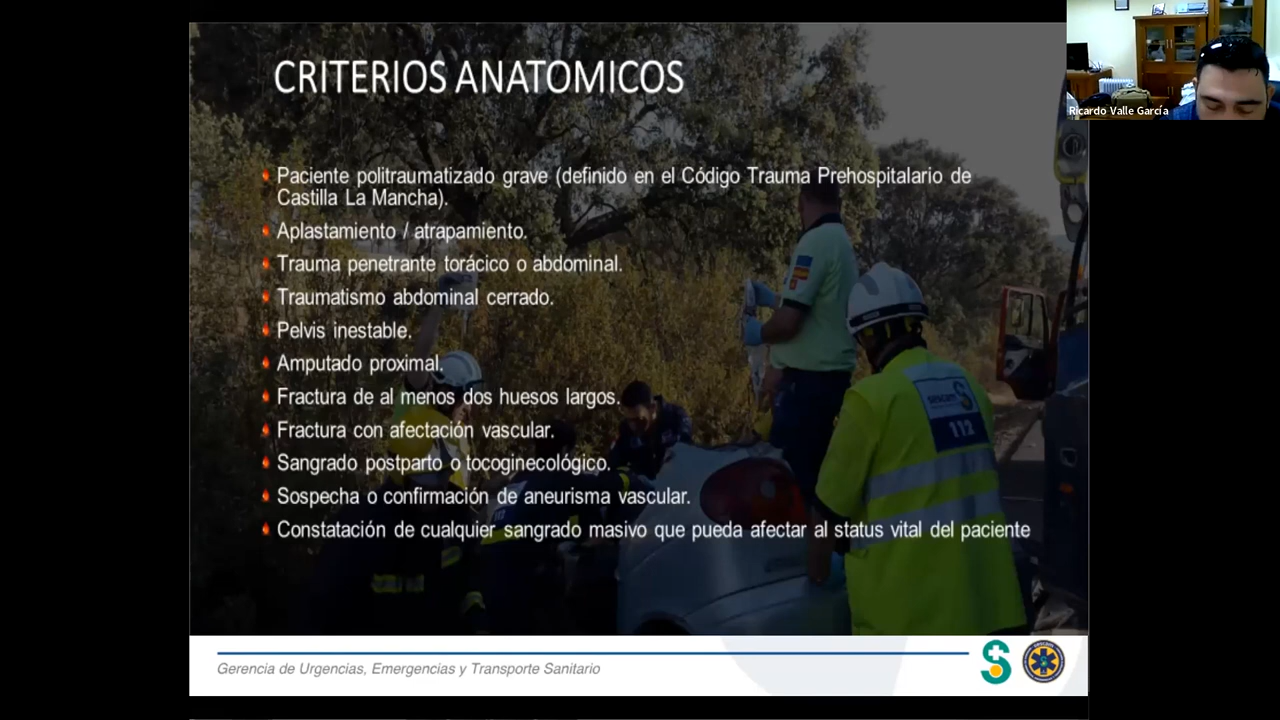 CRITERIOS ANATOMICOS
Ricardo Valle García
Paciente politraumatizado grave (definido en el Código Trauma Prehospitalario de
Castilla La Mancha).
Aplastamiento / atrapamiento.
Trauma penetrante torácico o abdominal.
Traumatismo abdominal cerrado.
Pelvis inestable.
Amputado proximal.
Fractura de al menos dos huesos largos.
Fractura con afectación vascular.
Sangrado postparto o tocoginecológico.
Sospecha o confirmación de aneurisma vascular.
Constatación de cualquier sangrado masivo que pueda afectar al status vital del paciente
sescam
112
Gerencia de Urgencias, Emergencias y Transporte Sanitario